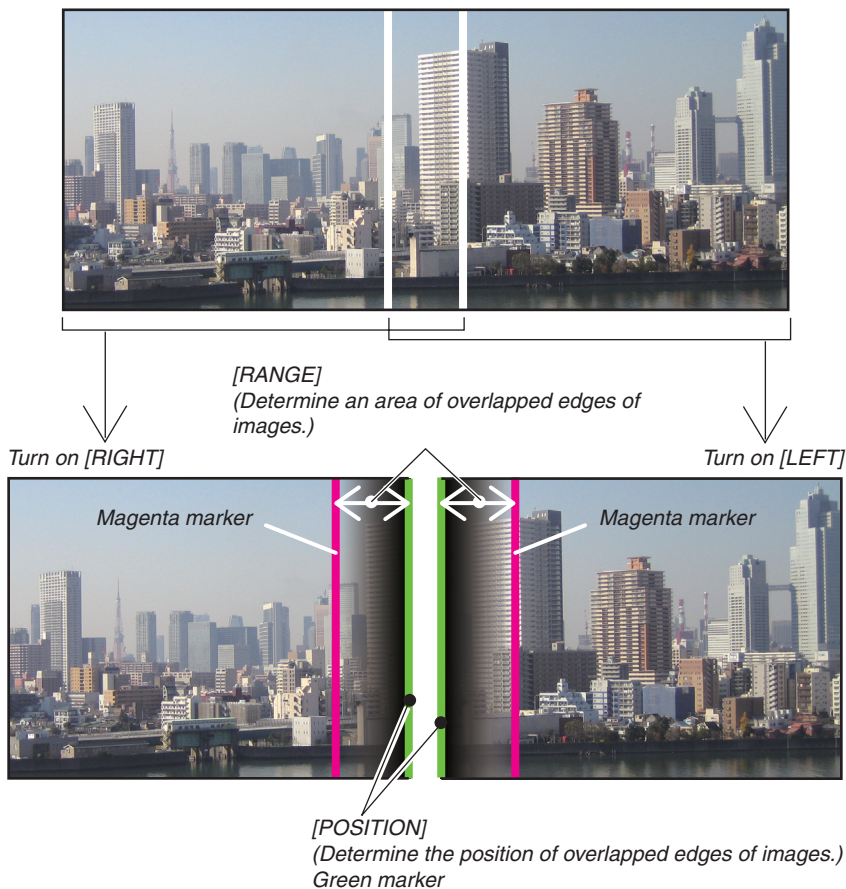 [RANGE]
(Determine an area of overlapped edges of
images.)
Turn on [RIGHT]
Turn on [LEFT]
Magenta marker
Magenta marker
[POSITION]
(Determine the position of overlapped edges of images.)
Green marker